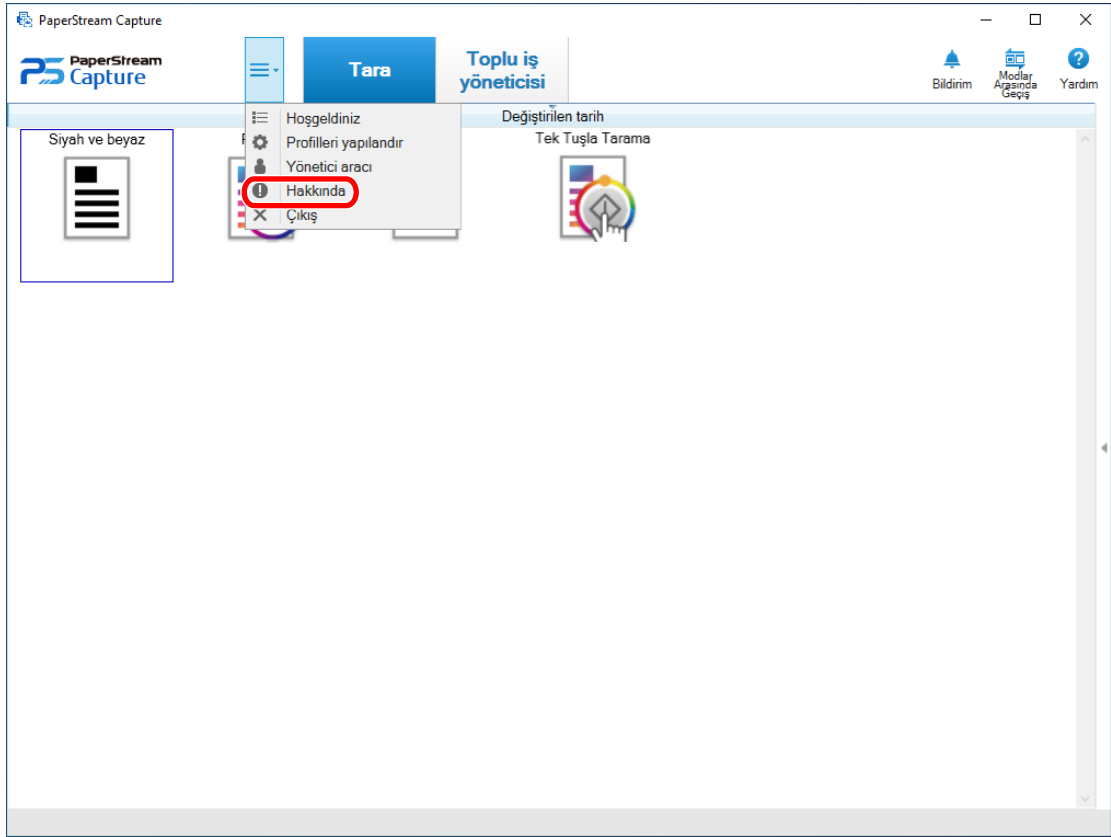 PaperStream Capture
PaperStream
Capture
Tara
Toplu iş
yöneticisi
Bildirim
Modlar
Arasında
Geçiş
Yardım
Değiştirilen tarih
Hoşgeldiniz
Profilleri yapılandır
Yönetici aracı
Hakkında
Çıkış
Siyah ve beyaz
Tek Tuşla Tarama